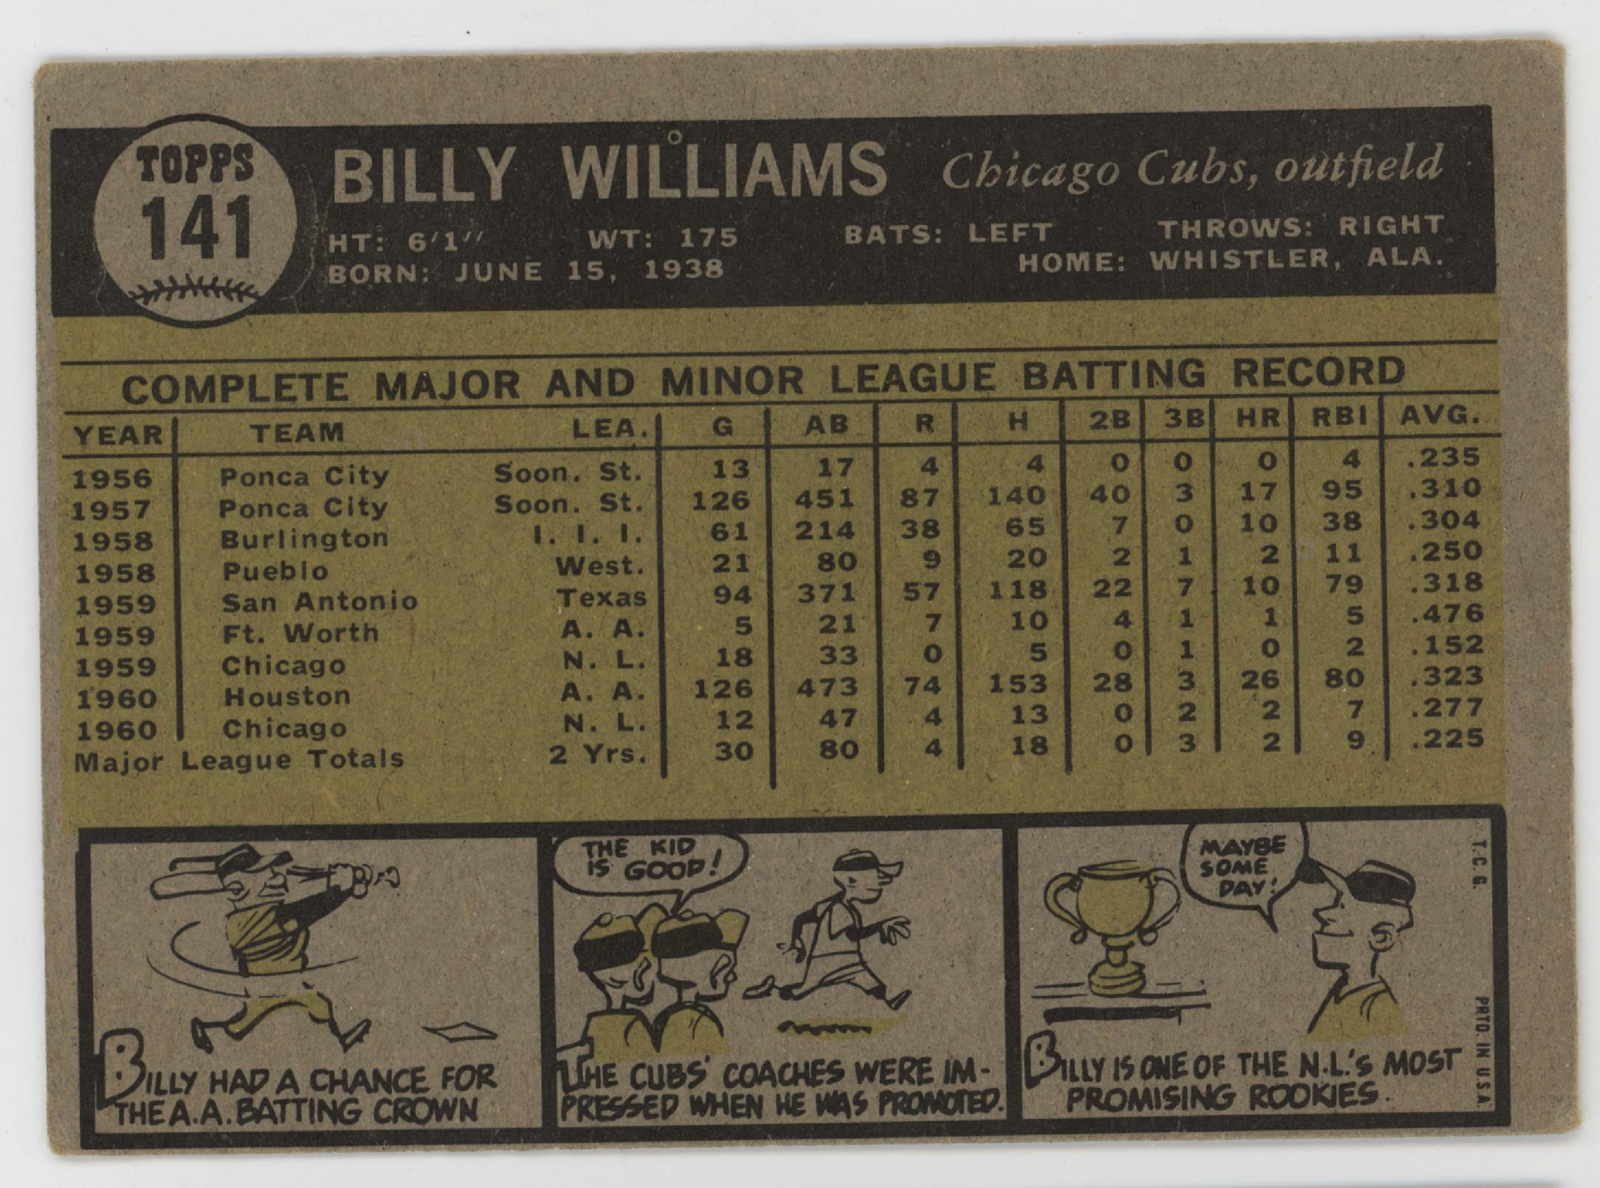 TOPPS
141
BILLY WILLIAMS Chicago Cubs, outfield
HT: 6'1" WT: 175 BATS: LEFT THROWS: RIGHT
BORN: JUNE 15, 1938 HOME: WHISTLER, ALA.
COMPLETE MAJOR AND MINOR LEAGUE BATTING RECORD
YEAR TEAM LEA. G AB R H 2B 3B HR RBI AVG.
1956 Ponca City Soon. St. 13 17 4 4 0 0 0 4 .235
1957 Ponca City Soon. St. 126 451 87 140 40 3 17 95 .310
1958 Burlington I. I. I. 61 214 38 65 7 0 10 38 .304
1958 Pueblo West. 21 80 9 20 2 1 2 11 .250
1959 San Antonio Texas 94 371 57 118 22 7 10 79 .318
1959 Ft. Worth A. A. 5 21 7 10 4 1 1 5 .476
1959 Chicago N. L. 18 33 0 5 0 1 0 2 .152
1960 Houston A. A. 126 473 74 153 28 3 26 80 .323
1960 Chicago N. L. 12 47 4 13 0 2 2 7 .277
Major League Totals 2 Yrs. 30 80 4 18 0 3 2 9 .225
BILLY HAD A CHANCE FOR
THE A.A. BATTING CROWN
THE KID
IS GOOD!
THE CUBS' COACHES WERE IM-
PRESSED WHEN HE WAS PROMOTED.
MAYBE
SOME
DAY!
BILLY IS ONE OF THE N.L.'S MOST
PROMISING ROOKIES.
T. C. G.
PRTD. IN U.S.A.